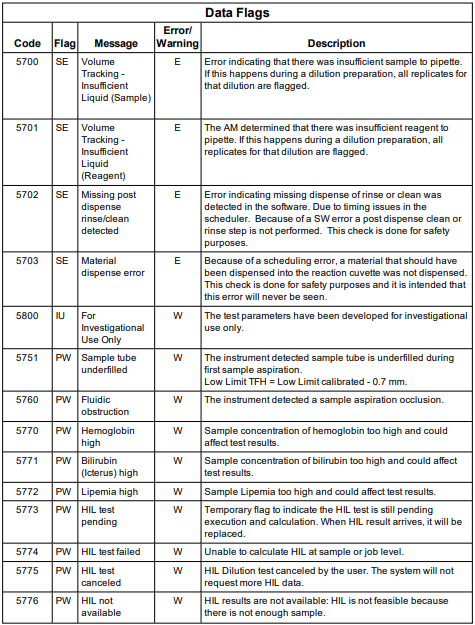 Data Flags
Code Flag Message Error/ Warning Description
5700 SE Volume Tracking - Insufficient Liquid (Sample) E Error indicating that there was insufficient sample to pipette.
If this happens during a dilution preparation, all replicates for
that dilution are flagged.
5701 SE Volume Tracking - Insufficient Liquid (Reagent) E The AM determined that there was insufficient reagent to
pipette. If this happens during a dilution preparation, all
replicates for that dilution are flagged.
5702 SE Missing post dispense rinse/clean detected E Error indicating missing dispense of rinse or clean was
detected in the software. Due to timing issues in the
scheduler. Because of a SW error a post dispense clean or
rinse step is not performed. This check is done for safety
purposes.
5703 SE Material dispense error E Because of a scheduling error, a material that should have
been dispensed into the reaction cuvette was not dispensed.
This check is done for safety purposes and it is intended that
this error will never be seen.
5800 IU For Investigational Use Only W The test parameters have been developed for investigational
use only.
5751 PW Sample tube underfilled W The instrument detected sample tube is underfilled during
first sample aspiration.
Low Limit TFH = Low Limit calibrated - 0.7 mm.
5760 PW Fluidic obstruction W The instrument detected a sample aspiration occlusion.
5770 PW Hemoglobin high W Sample concentration of hemoglobin too high and could
affect test results.
5771 PW Bilirubin (Icterus) high W Sample concentration of bilirubin too high and could affect
test results.
5772 PW Lipemia high W Sample Lipemia too high and could affect test results.
5773 PW HIL test pending W Temporary flag to indicate the HIL test is still pending
execution and calculation. When HIL result arrives, it will be
replaced.
5774 PW HIL test failed W Unable to calculate HIL at sample or job level.
5775 PW HIL test canceled W HIL Dilution test canceled by the user. The system will not
request more HIL data.
5776 PW HIL not available W HIL results are not available: HIL is not feasible because
there is not enough sample.